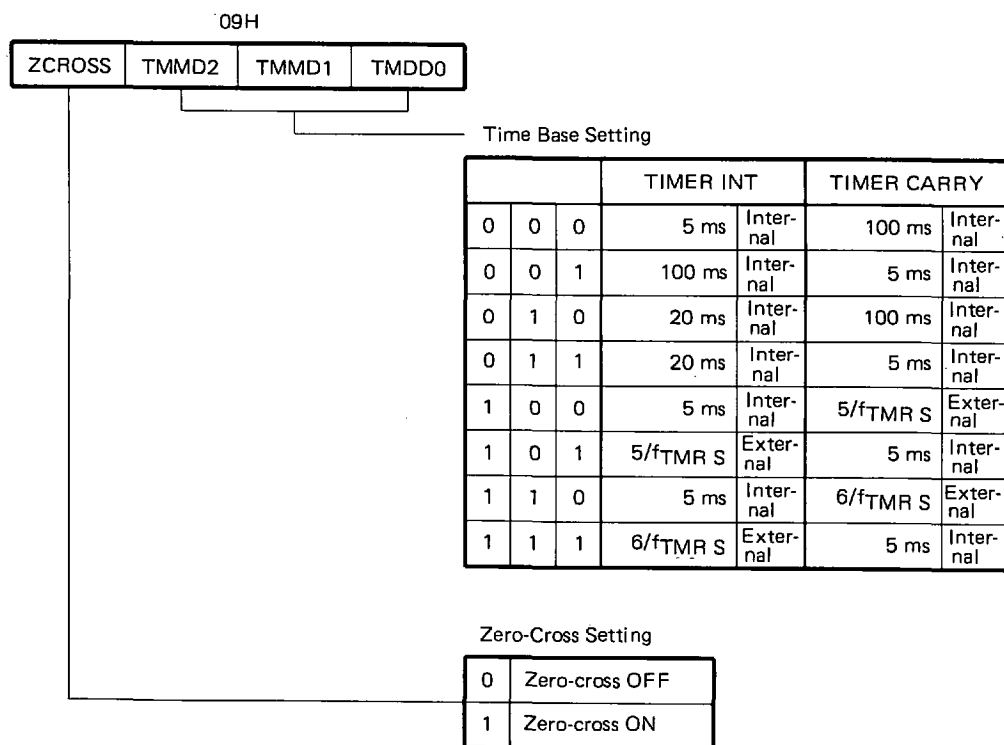 09H
ZCROSS TMMD2 TMMD1 TMDD0
Time Base Setting
TIMER INT TIMER CARRY
0 0 0 5 ms Inter-nal 100 ms Inter-nal
0 0 1 100 ms Inter-nal 5 ms Inter-nal
0 1 0 20 ms Inter-nal 100 ms Inter-nal
0 1 1 20 ms Inter-nal 5 ms Inter-nal
1 0 0 5 ms Inter-nal 5/fTMR S Exter-nal
1 0 1 5/fTMR S Exter-nal 5 ms Inter-nal
1 1 0 5 ms Inter-nal 6/fTMR S Exter-nal
1 1 1 6/fTMR S Exter-nal 5 ms Inter-nal
Zero-Cross Setting
0 Zero-cross OFF
1 Zero-cross ON